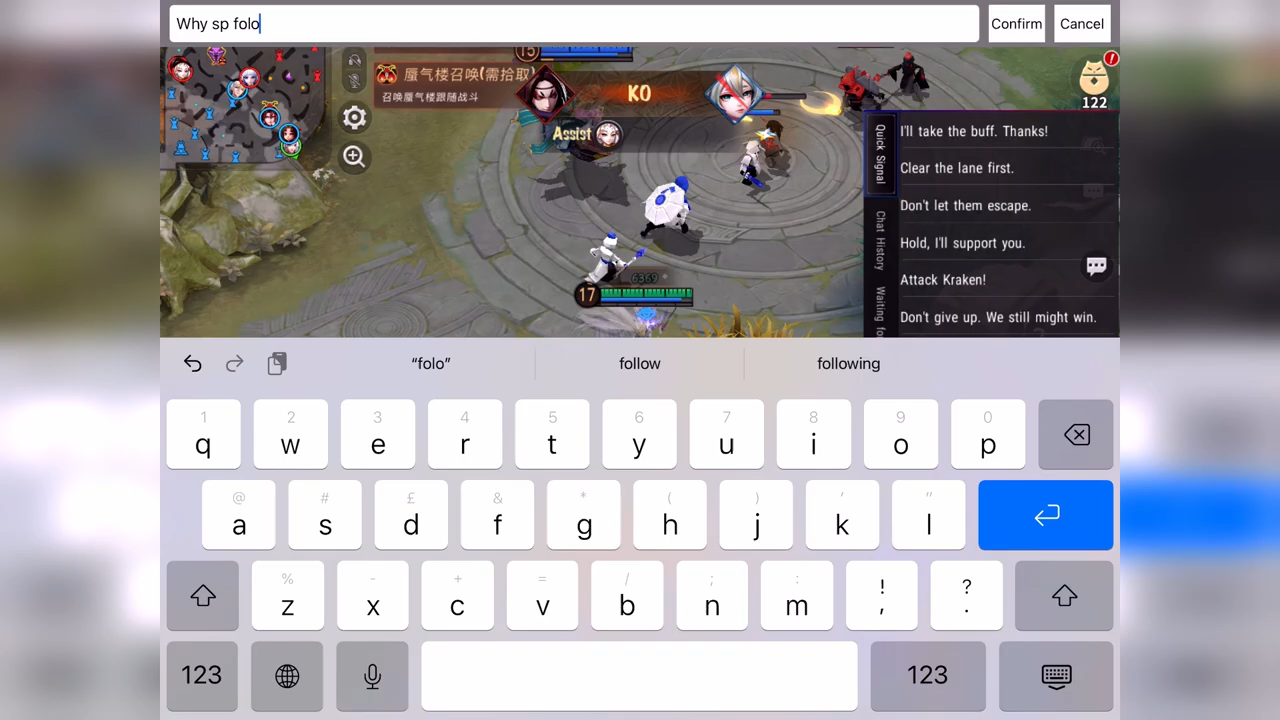 Why sp folo
Confirm
Cancel
15
蜃气楼召唤(需拾取)
召唤蜃气楼跟随战斗
KO
Assist
122
Quick Signal
Chat History
Waiting fo
I'll take the buff. Thanks!
Clear the lane first.
Don't let them escape.
Hold, I'll support you.
Attack Kraken!
Don't give up. We still might win.
6369
17
“folo”
follow
following
1 2 3 4 5 6 7 8 9 0
q w e r t y u i o p
@ # £ & * ( ) ' "
a s d f g h j k l
% - + = / ; : ! ?
z x c v b n m , .
123
123